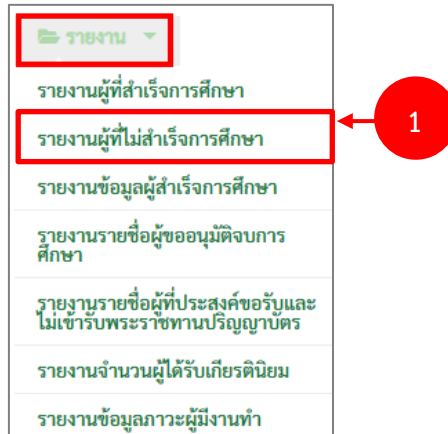 รายงาน
รายงานผู้ที่สำเร็จการศึกษา
รายงานผู้ที่ไม่สำเร็จการศึกษา
1
รายงานข้อมูลผู้สำเร็จการศึกษา
รายงานรายชื่อผู้ขออนุมัติจบการ
ศึกษา
รายงานรายชื่อผู้ที่ประสงค์ขอรับและ
ไม่เข้ารับพระราชทานปริญญาบัตร
รายงานจำนวนผู้ได้รับเกียรตินิยม
รายงานข้อมูลภาวะผู้มีงานทำ